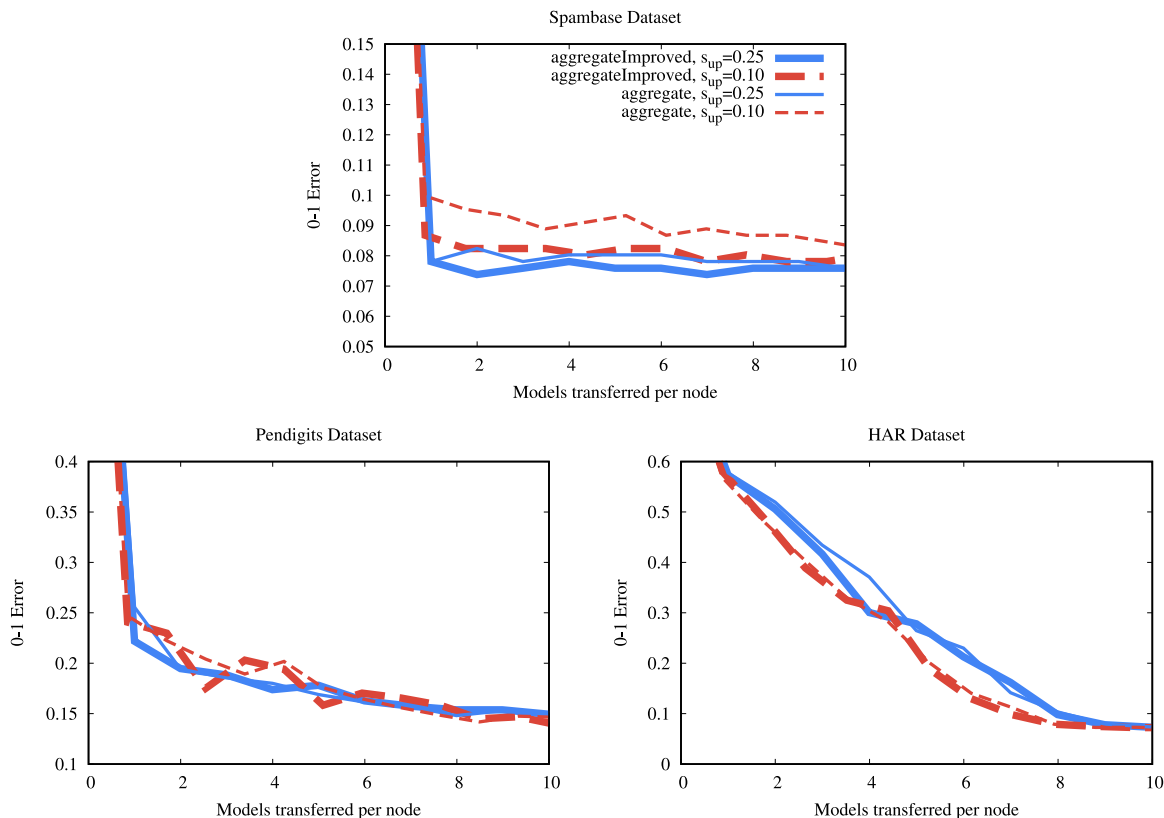 Spambase Dataset
0.15
0.14
0.13
0.12
0.11
0.1
0.09
0.08
0.07
0.06
0.05
0-1 Error
aggregateImproved, s_up=0.25
aggregateImproved, s_up=0.10
aggregate, s_up=0.25
aggregate, s_up=0.10
0 2 4 6 8 10
Models transferred per node
Pendigits Dataset
0.4
0.35
0.3
0.25
0.2
0.15
0.1
0-1 Error
0 2 4 6 8 10
Models transferred per node
HAR Dataset
0.6
0.5
0.4
0.3
0.2
0.1
0
0-1 Error
0 2 4 6 8 10
Models transferred per node